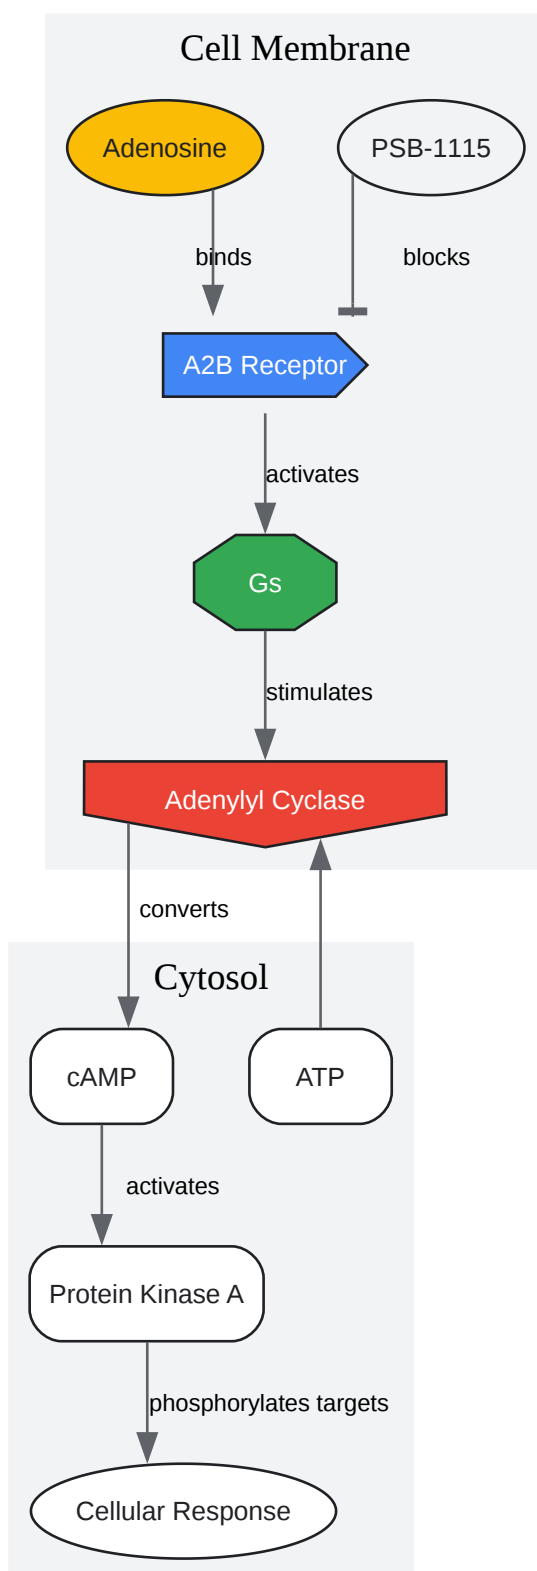 Cell Membrane
Adenosine
PSB-1115
binds
blocks
A2B Receptor
activates
Gs
stimulates
Adenylyl Cyclase
converts
Cytosol
cAMP
ATP
activates
Protein Kinase A
phosphorylates targets
Cellular Response